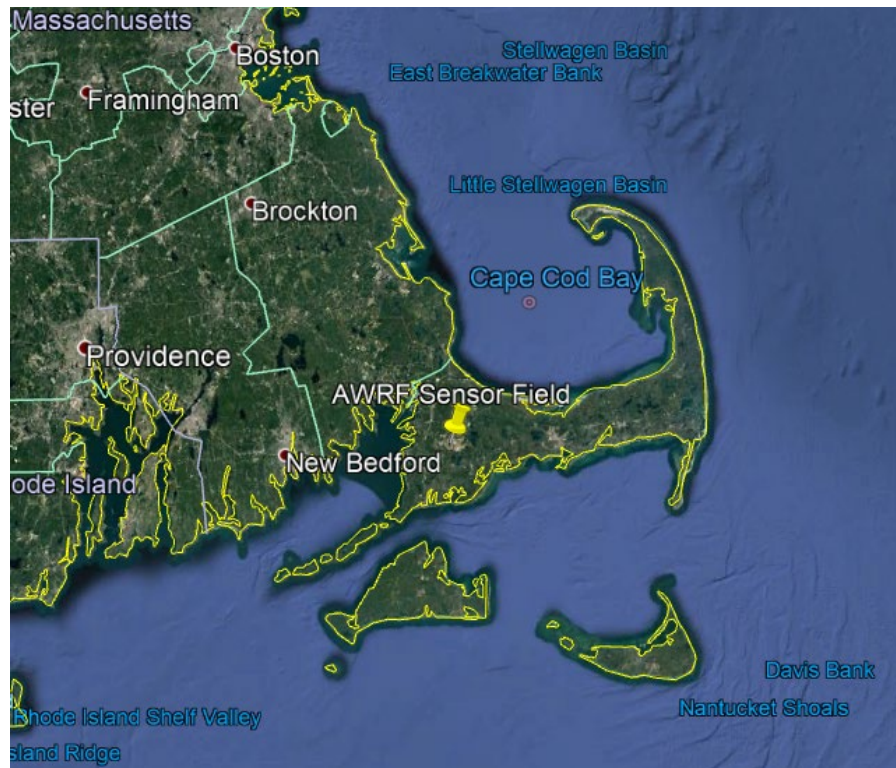 Massachusetts
Boston
Stellwagen Basin
East Breakwater Bank
ster
Framingham
Little Stellwagen Basin
Brockton
Cape Cod Bay
Providence
AWRF Sensor Field
New Bedford
ode Island
Davis Bank
Nantucket Shoals
Rhode Island Shelf Valley
sland Ridge